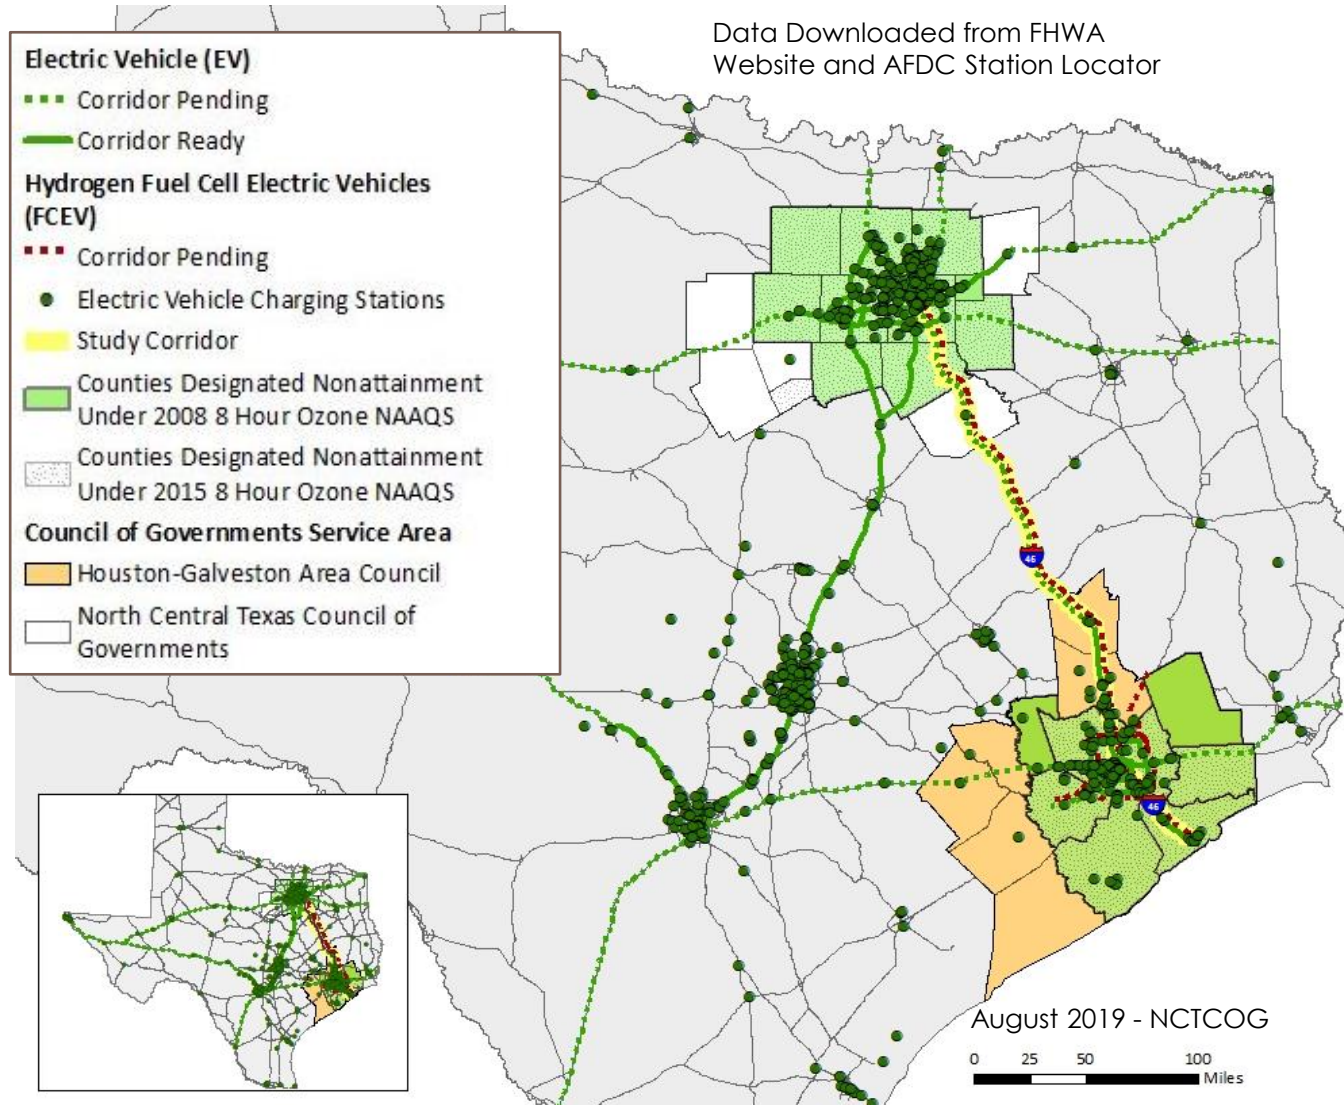 Data Downloaded from FHWA
Website and AFDC Station Locator
Electric Vehicle (EV)
Corridor Pending
Corridor Ready
Hydrogen Fuel Cell Electric Vehicles
(FCEV)
Corridor Pending
Electric Vehicle Charging Stations
Study Corridor
Counties Designated Nonattainment
Under 2008 8 Hour Ozone NAAQS
Counties Designated Nonattainment
Under 2015 8 Hour Ozone NAAQS
Council of Governments Service Area
Houston-Galveston Area Council
North Central Texas Council of
Governments
46
46
August 2019 - NCTCOG
0 25 50 100
Miles